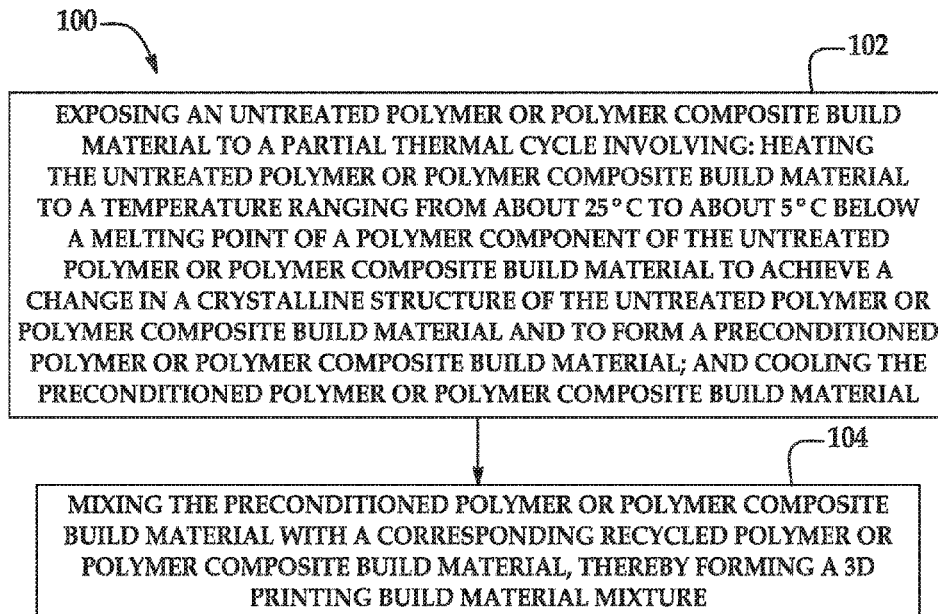 100
102
EXPOSING AN UNTREATED POLYMER OR POLYMER COMPOSITE BUILD
MATERIAL TO A PARTIAL THERMAL CYCLE INVOLVING: HEATING
THE UNTREATED POLYMER OR POLYMER COMPOSITE BUILD MATERIAL
TO A TEMPERATURE RANGING FROM ABOUT 25° C TO ABOUT 5° C BELOW
A MELTING POINT OF A POLYMER COMPONENT OF THE UNTREATED
POLYMER OR POLYMER COMPOSITE BUILD MATERIAL TO ACHIEVE A
CHANGE IN A CRYSTALLINE STRUCTURE OF THE UNTREATED POLYMER OR
POLYMER COMPOSITE BUILD MATERIAL AND TO FORM A PRECONDITIONED
POLYMER OR POLYMER COMPOSITE BUILD MATERIAL; AND COOLING THE
PRECONDITIONED POLYMER OR POLYMER COMPOSITE BUILD MATERIAL
104
MIXING THE PRECONDITIONED POLYMER OR POLYMER COMPOSITE
BUILD MATERIAL WITH A CORRESPONDING RECYCLED POLYMER OR
POLYMER COMPOSITE BUILD MATERIAL, THEREBY FORMING A 3D
PRINTING BUILD MATERIAL MIXTURE